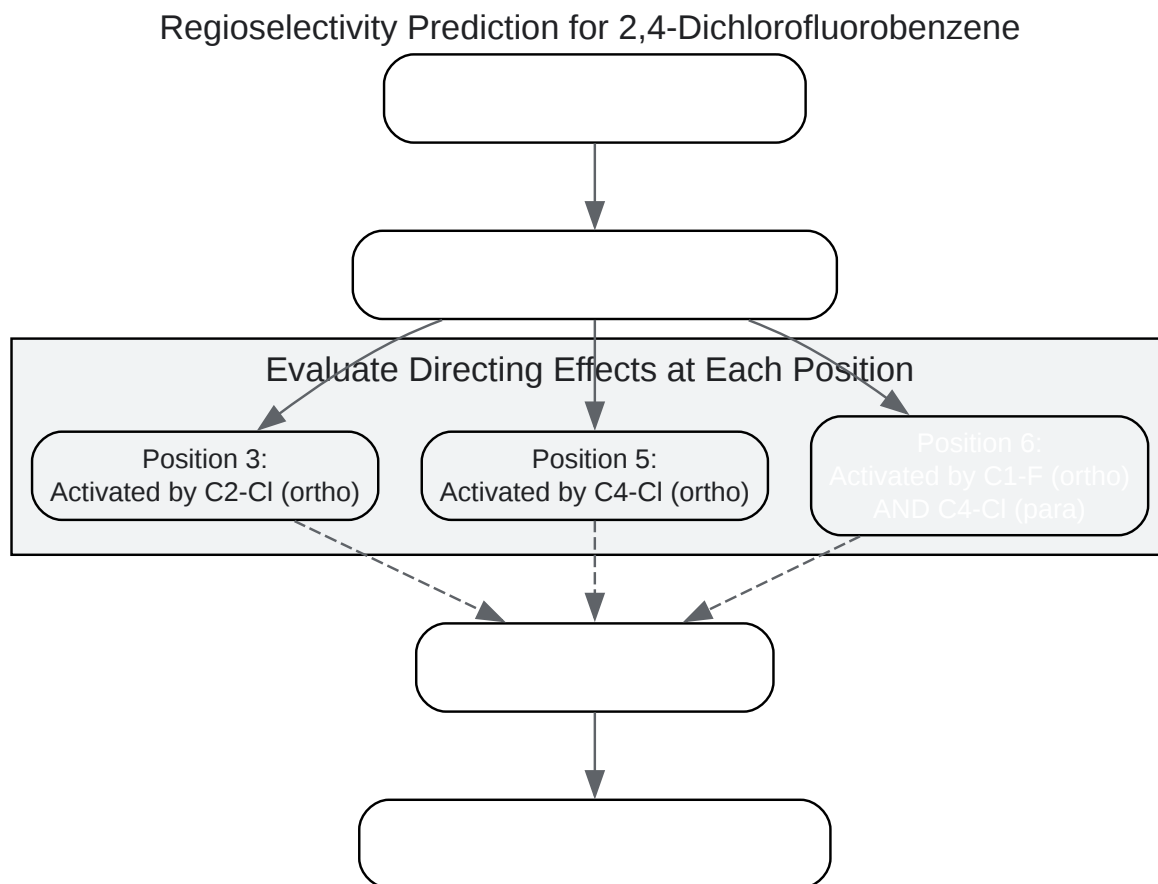 Regioselectivity Prediction for 2,4-Dichlorofluorobenzene
Evaluate Directing Effects at Each Position
Position 3:
Activated by C2-Cl (ortho)
Position 5:
Activated by C4-Cl (ortho)
Position 6:
Activated by C1-F (ortho)
AND C4-Cl (para)